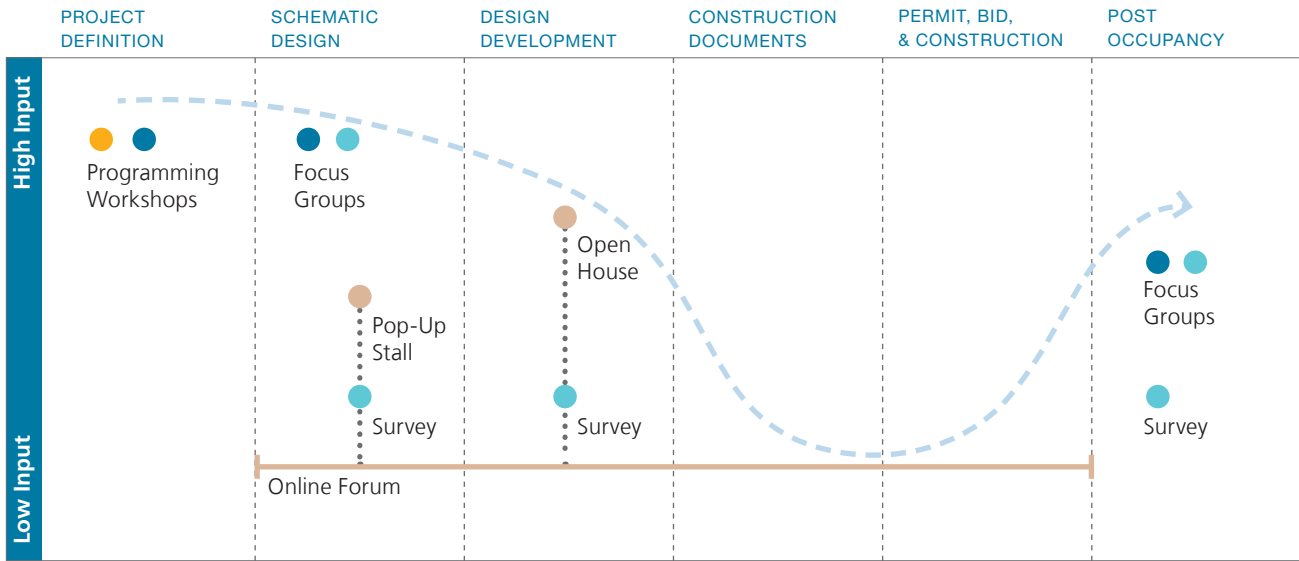 PROJECT
DEFINITION
SCHEMATIC
DESIGN
DESIGN
DEVELOPMENT
CONSTRUCTION
DOCUMENTS
PERMIT, BID,
& CONSTRUCTION
POST
OCCUPANCY
High Input
Low Input
Programming
Workshops
Focus
Groups
Pop-Up
Stall
Survey
Open
House
Survey
Online Forum
Focus
Groups
Survey